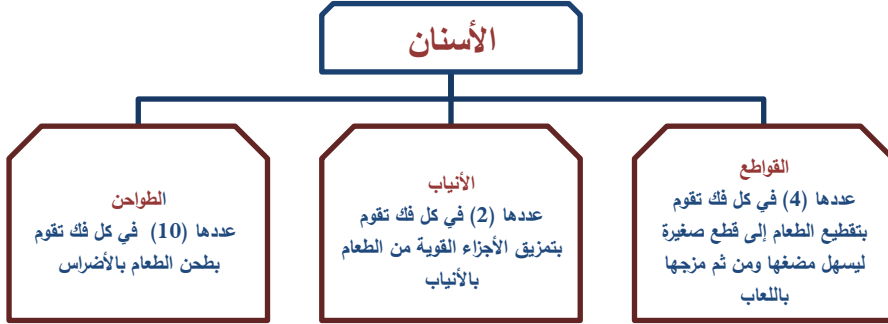 الأسنان
القواطع
عددها (4) في كل فك تقوم
بتقطيع الطعام إلى قطع صغيرة
ليسهل مضغها ومن ثم مزجها
باللعاب
الأنياب
عددها (2) في كل فك تقوم
بتمزيق الأجزاء القوية من الطعام
بالأنياب
الطواحن
عددها (10) في كل فك تقوم
بطحن الطعام بالأضراس